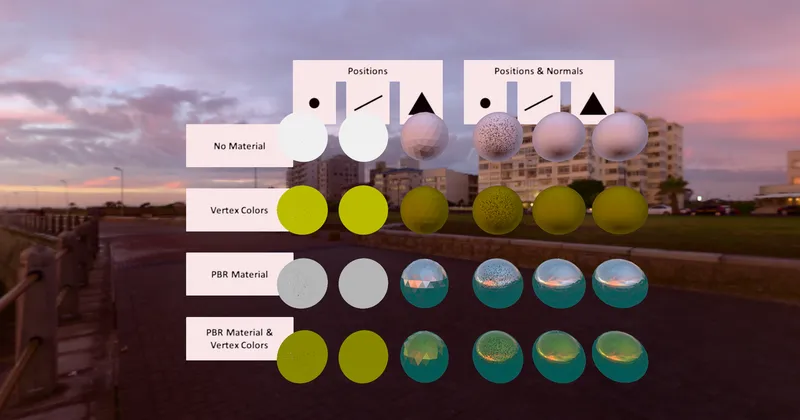 Positions
Positions & Normals
No Material
Vertex Colors
PBR Material
PBR Material &
Vertex Colors